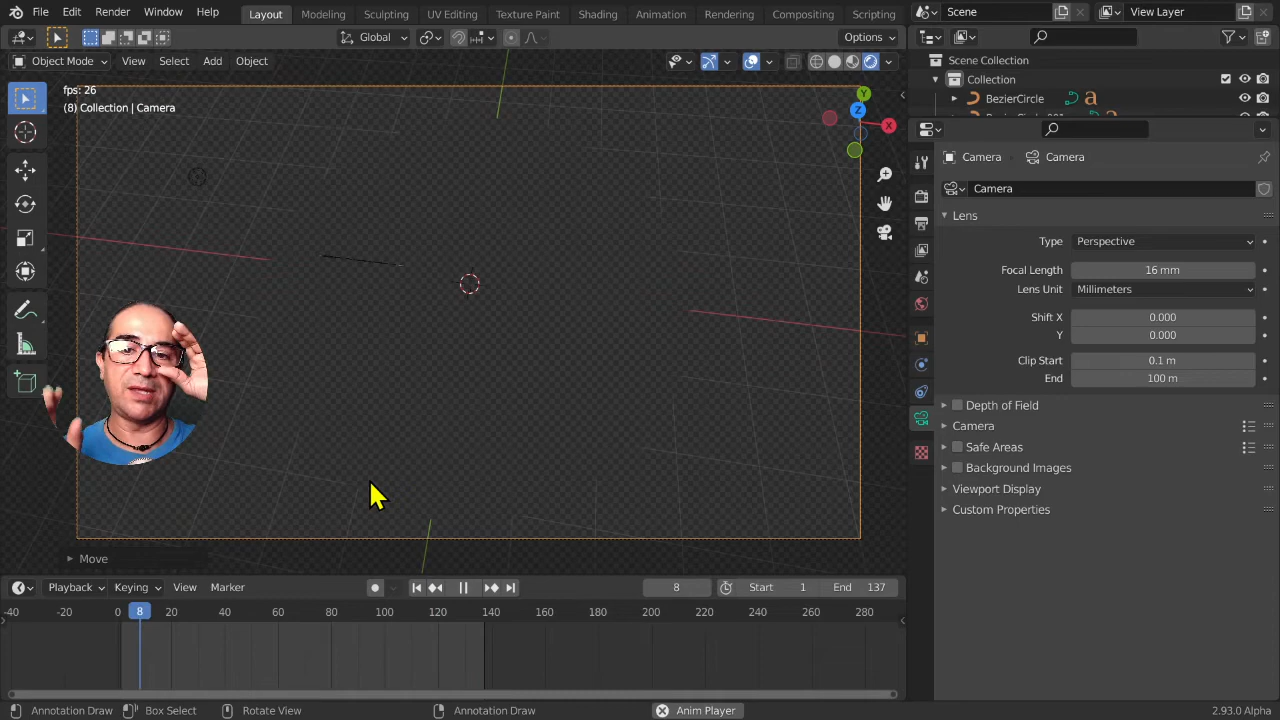 File Edit Render Window Help Layout Modeling Sculpting UV Editing Texture Paint Shading Animation Rendering Compositing Scripting Scene View Layer
Global Options
Object Mode View Select Add Object
fps: 26
(8) Collection | Camera
Y
Z
X
Move
Scene Collection
Collection
BezierCircle
Camera Camera
Camera
Lens
Type Perspective
Focal Length 16 mm
Lens Unit Millimeters
Shift X 0.000
Y 0.000
Clip Start 0.1 m
End 100 m
Depth of Field
Camera
Safe Areas
Background Images
Viewport Display
Custom Properties
Playback Keying View Marker 8 Start 1 End 137
-40 -20 0 8 20 40 60 80 100 120 140 160 180 200 220 240 260 280
Annotation Draw Box Select Rotate View Annotation Draw Anim Player 2.93.0 Alpha